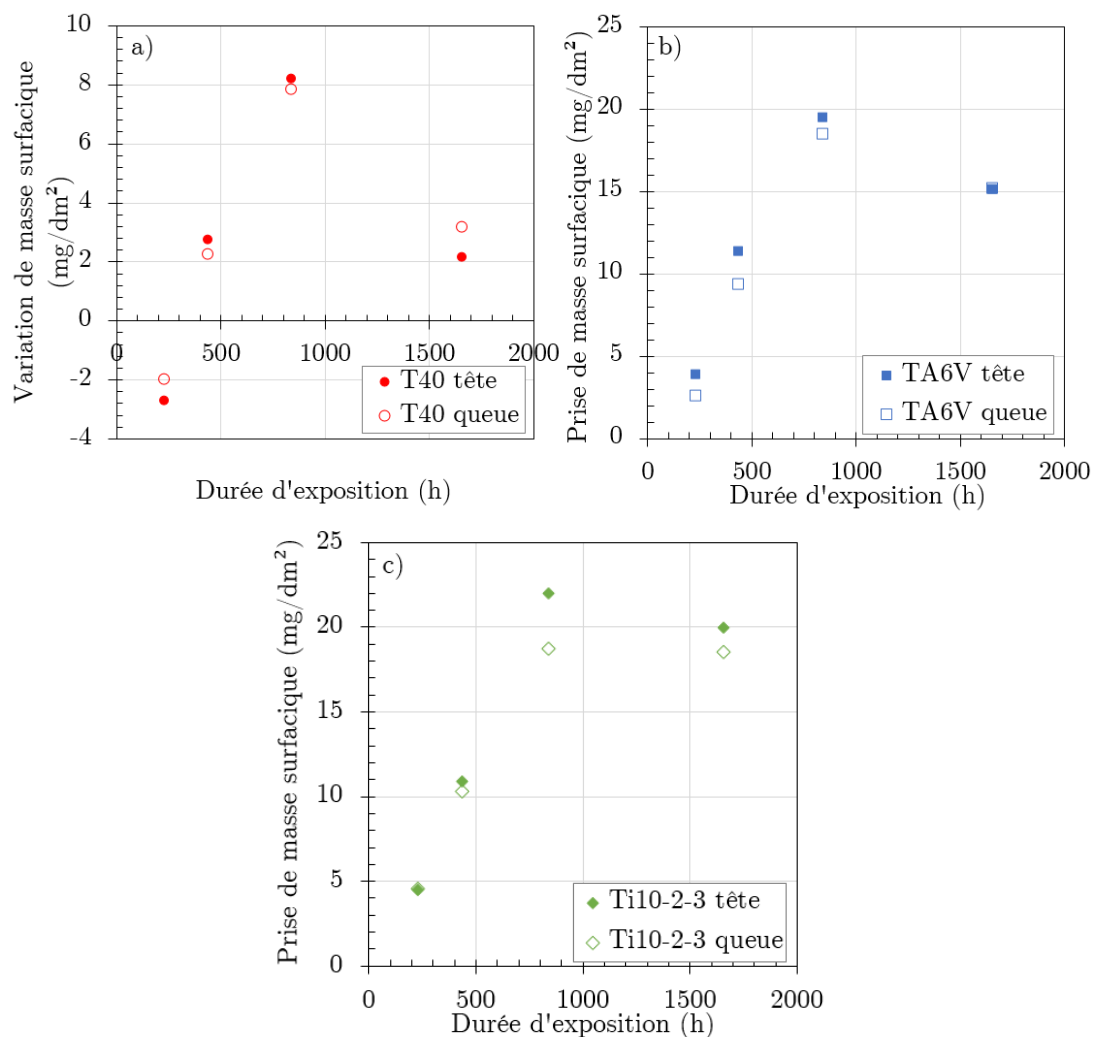 a)
Variation de masse surfacique
(mg/dm²)
10
8
6
4
2
0
-2
-4
0
500
1000
1500
2000
T40 tête
T40 queue
Durée d'exposition (h)
b)
Prise de masse surfacique (mg/dm²)
25
20
15
10
5
0
0
500
1000
1500
2000
TA6V tête
TA6V queue
Durée d'exposition (h)
c)
Prise de masse surfacique (mg/dm²)
25
20
15
10
5
0
0
500
1000
1500
2000
Ti10-2-3 tête
Ti10-2-3 queue
Durée d'exposition (h)